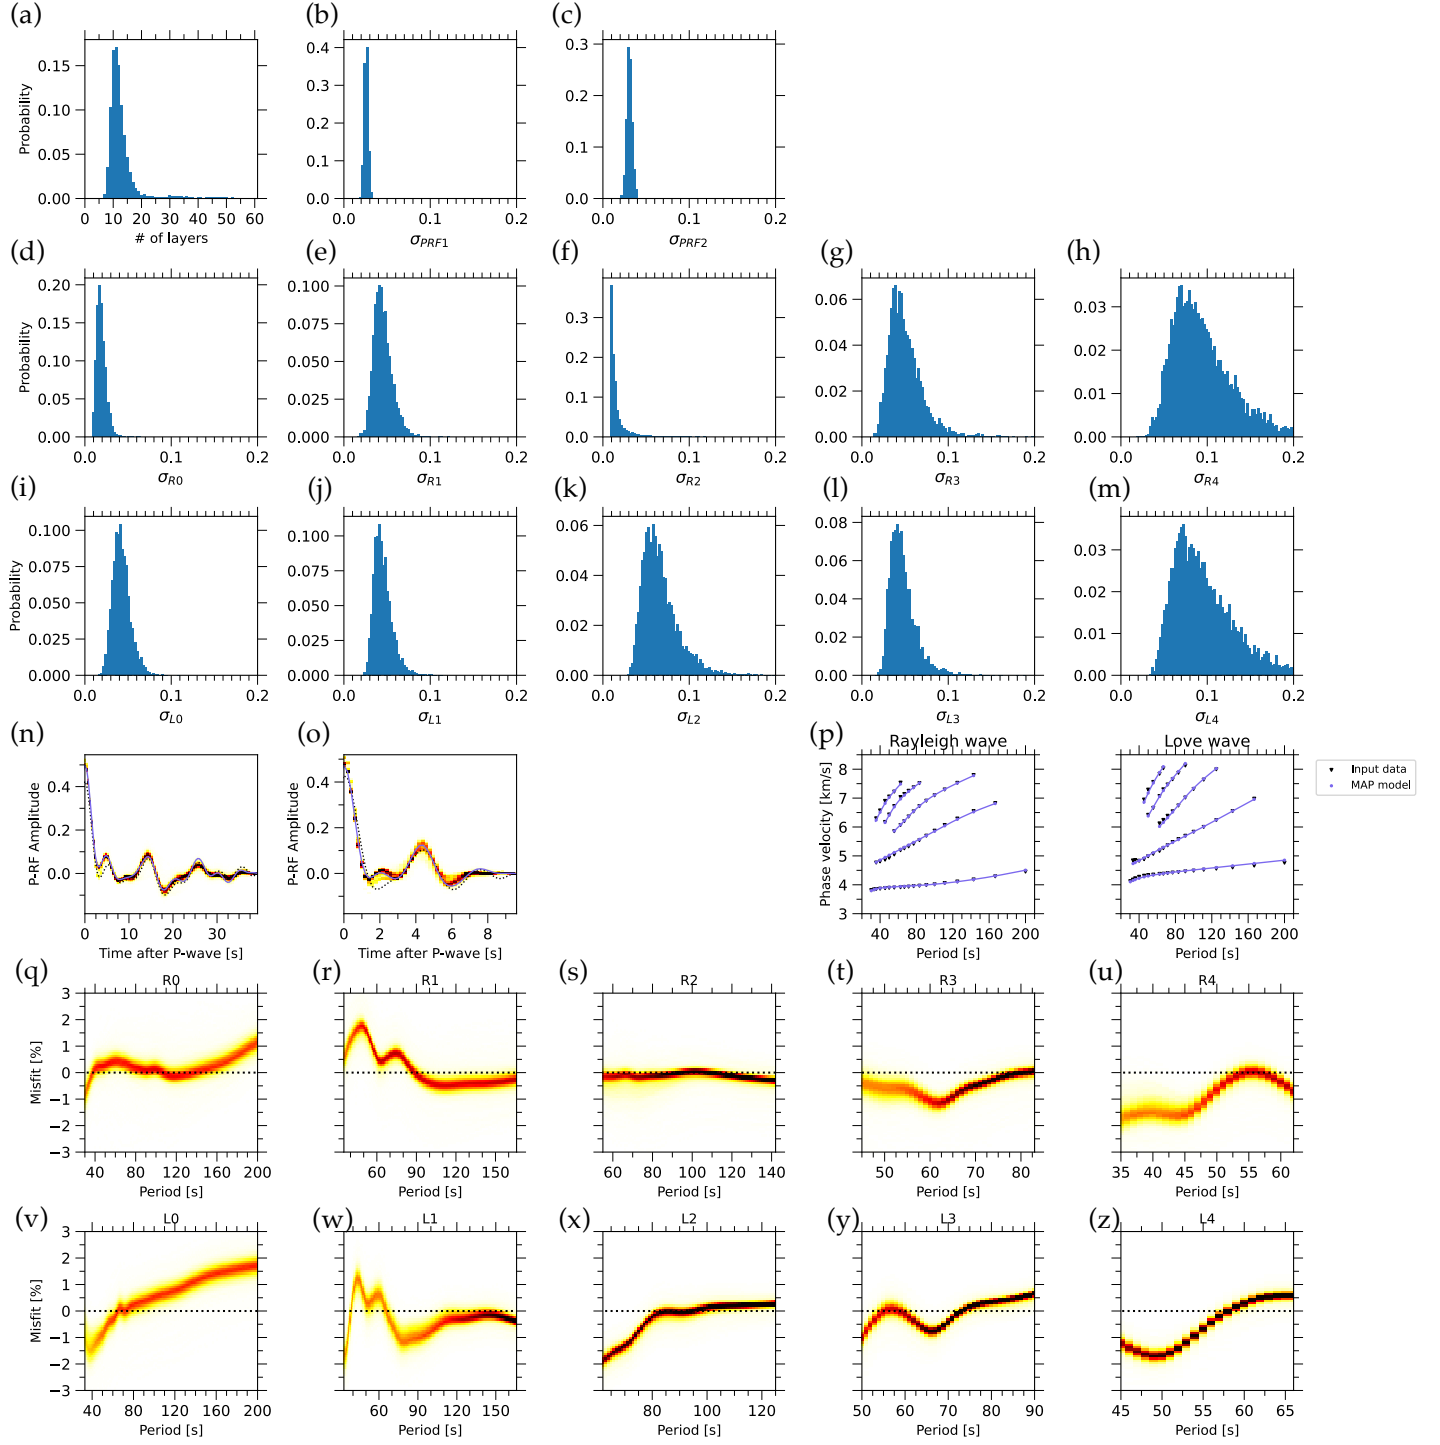 (a) (b) (c)
Probability
0.15
0.10
0.05
0.00
0 10 20 30 40 50 60
# of layers
0.4
0.3
0.2
0.1
0.0
0.0 0.1 0.2
σPRF1
0.3
0.2
0.1
0.0
0.0 0.1 0.2
σPRF2
(d) (e) (f) (g) (h)
Probability
0.20
0.15
0.10
0.05
0.00
0.0 0.1 0.2
σR0
0.100
0.075
0.050
0.025
0.000
0.0 0.1 0.2
σR1
0.3
0.2
0.1
0.0
0.0 0.1 0.2
σR2
0.06
0.04
0.02
0.00
0.0 0.1 0.2
σR3
0.03
0.02
0.01
0.00
0.0 0.1 0.2
σR4
(i) (j) (k) (l) (m)
Probability
0.100
0.075
0.050
0.025
0.000
0.0 0.1 0.2
σL0
0.100
0.075
0.050
0.025
0.000
0.0 0.1 0.2
σL1
0.06
0.04
0.02
0.00
0.0 0.1 0.2
σL2
0.08
0.06
0.04
0.02
0.00
0.0 0.1 0.2
σL3
0.03
0.02
0.01
0.00
0.0 0.1 0.2
σL4
(n) (o) (p)
P-RF Amplitude
0.4
0.2
0.0
0 10 20 30
Time after P-wave [s]
P-RF Amplitude
0.4
0.2
0.0
0 2 4 6 8
Time after P-wave [s]
Rayleigh wave
Phase velocity [km/s]
8
7
6
5
4
3
40 80 120 160 200
Period [s]
Love wave
40 80 120 160 200
Period [s]
Input data
MAP model
(q) (r) (s) (t) (u)
R0
Misfit [%]
3
2
1
0
−1
−2
−3
40 80 120 160 200
Period [s]
R1
60 90 120 150
Period [s]
R2
60 80 100 120 140
Period [s]
R3
50 60 70 80
Period [s]
R4
35 40 45 50 55 60
Period [s]
(v) (w) (x) (y) (z)
L0
Misfit [%]
3
2
1
0
−1
−2
−3
40 80 120 160 200
Period [s]
L1
60 90 120 150
Period [s]
L2
80 100 120
Period [s]
L3
50 60 70 80 90
Period [s]
L4
45 50 55 60 65
Period [s]